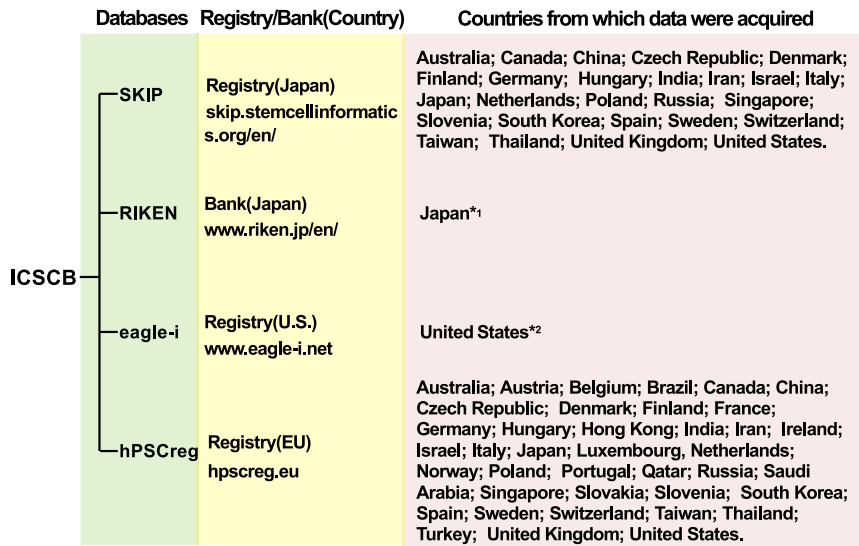 Databases
Registry/Bank(Country)
Countries from which data were acquired
ICSCB
SKIP
Registry(Japan)
skip.stemcellinformatic
s.org/en/
Australia; Canada; China; Czech Republic; Denmark;
Finland; Germany; Hungary; India; Iran; Israel; Italy;
Japan; Netherlands; Poland; Russia; Singapore;
Slovenia; South Korea; Spain; Sweden; Switzerland;
Taiwan; Thailand; United Kingdom; United States.
RIKEN
Bank(Japan)
www.riken.jp/en/
Japan*1
eagle-i
Registry(U.S.)
www.eagle-i.net
United States*2
hPSCreg
Registry(EU)
hpscreg.eu
Australia; Austria; Belgium; Brazil; Canada; China;
Czech Republic; Denmark; Finland; France;
Germany; Hungary; Hong Kong; India; Iran; Ireland;
Israel; Italy; Japan; Luxembourg, Netherlands;
Norway; Poland; Portugal; Qatar; Russia; Saudi
Arabia; Singapore; Slovakia; Slovenia; South Korea;
Spain; Sweden; Switzerland; Taiwan; Thailand;
Turkey; United Kingdom; United States.